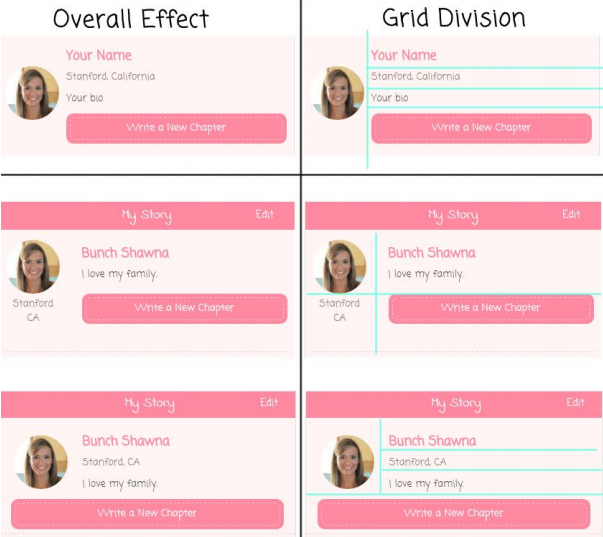 Overall Effect
Grid Division
Your Name
Stanford, California
Your bio
Write a New Chapter
Your Name
Stanford, California
Your bio
Write a New Chapter
My Story
Edit
Bunch Shawna
I love my family.
Stanford
CA
Write a New Chapter
My Story
Edit
Bunch Shawna
I love my family.
Stanford
CA
Write a New Chapter
My Story
Edit
Bunch Shawna
Stanford, CA
I love my family.
Write a New Chapter
My Story
Edit
Bunch Shawna
Stanford, CA
I love my family.
Write a New Chapter